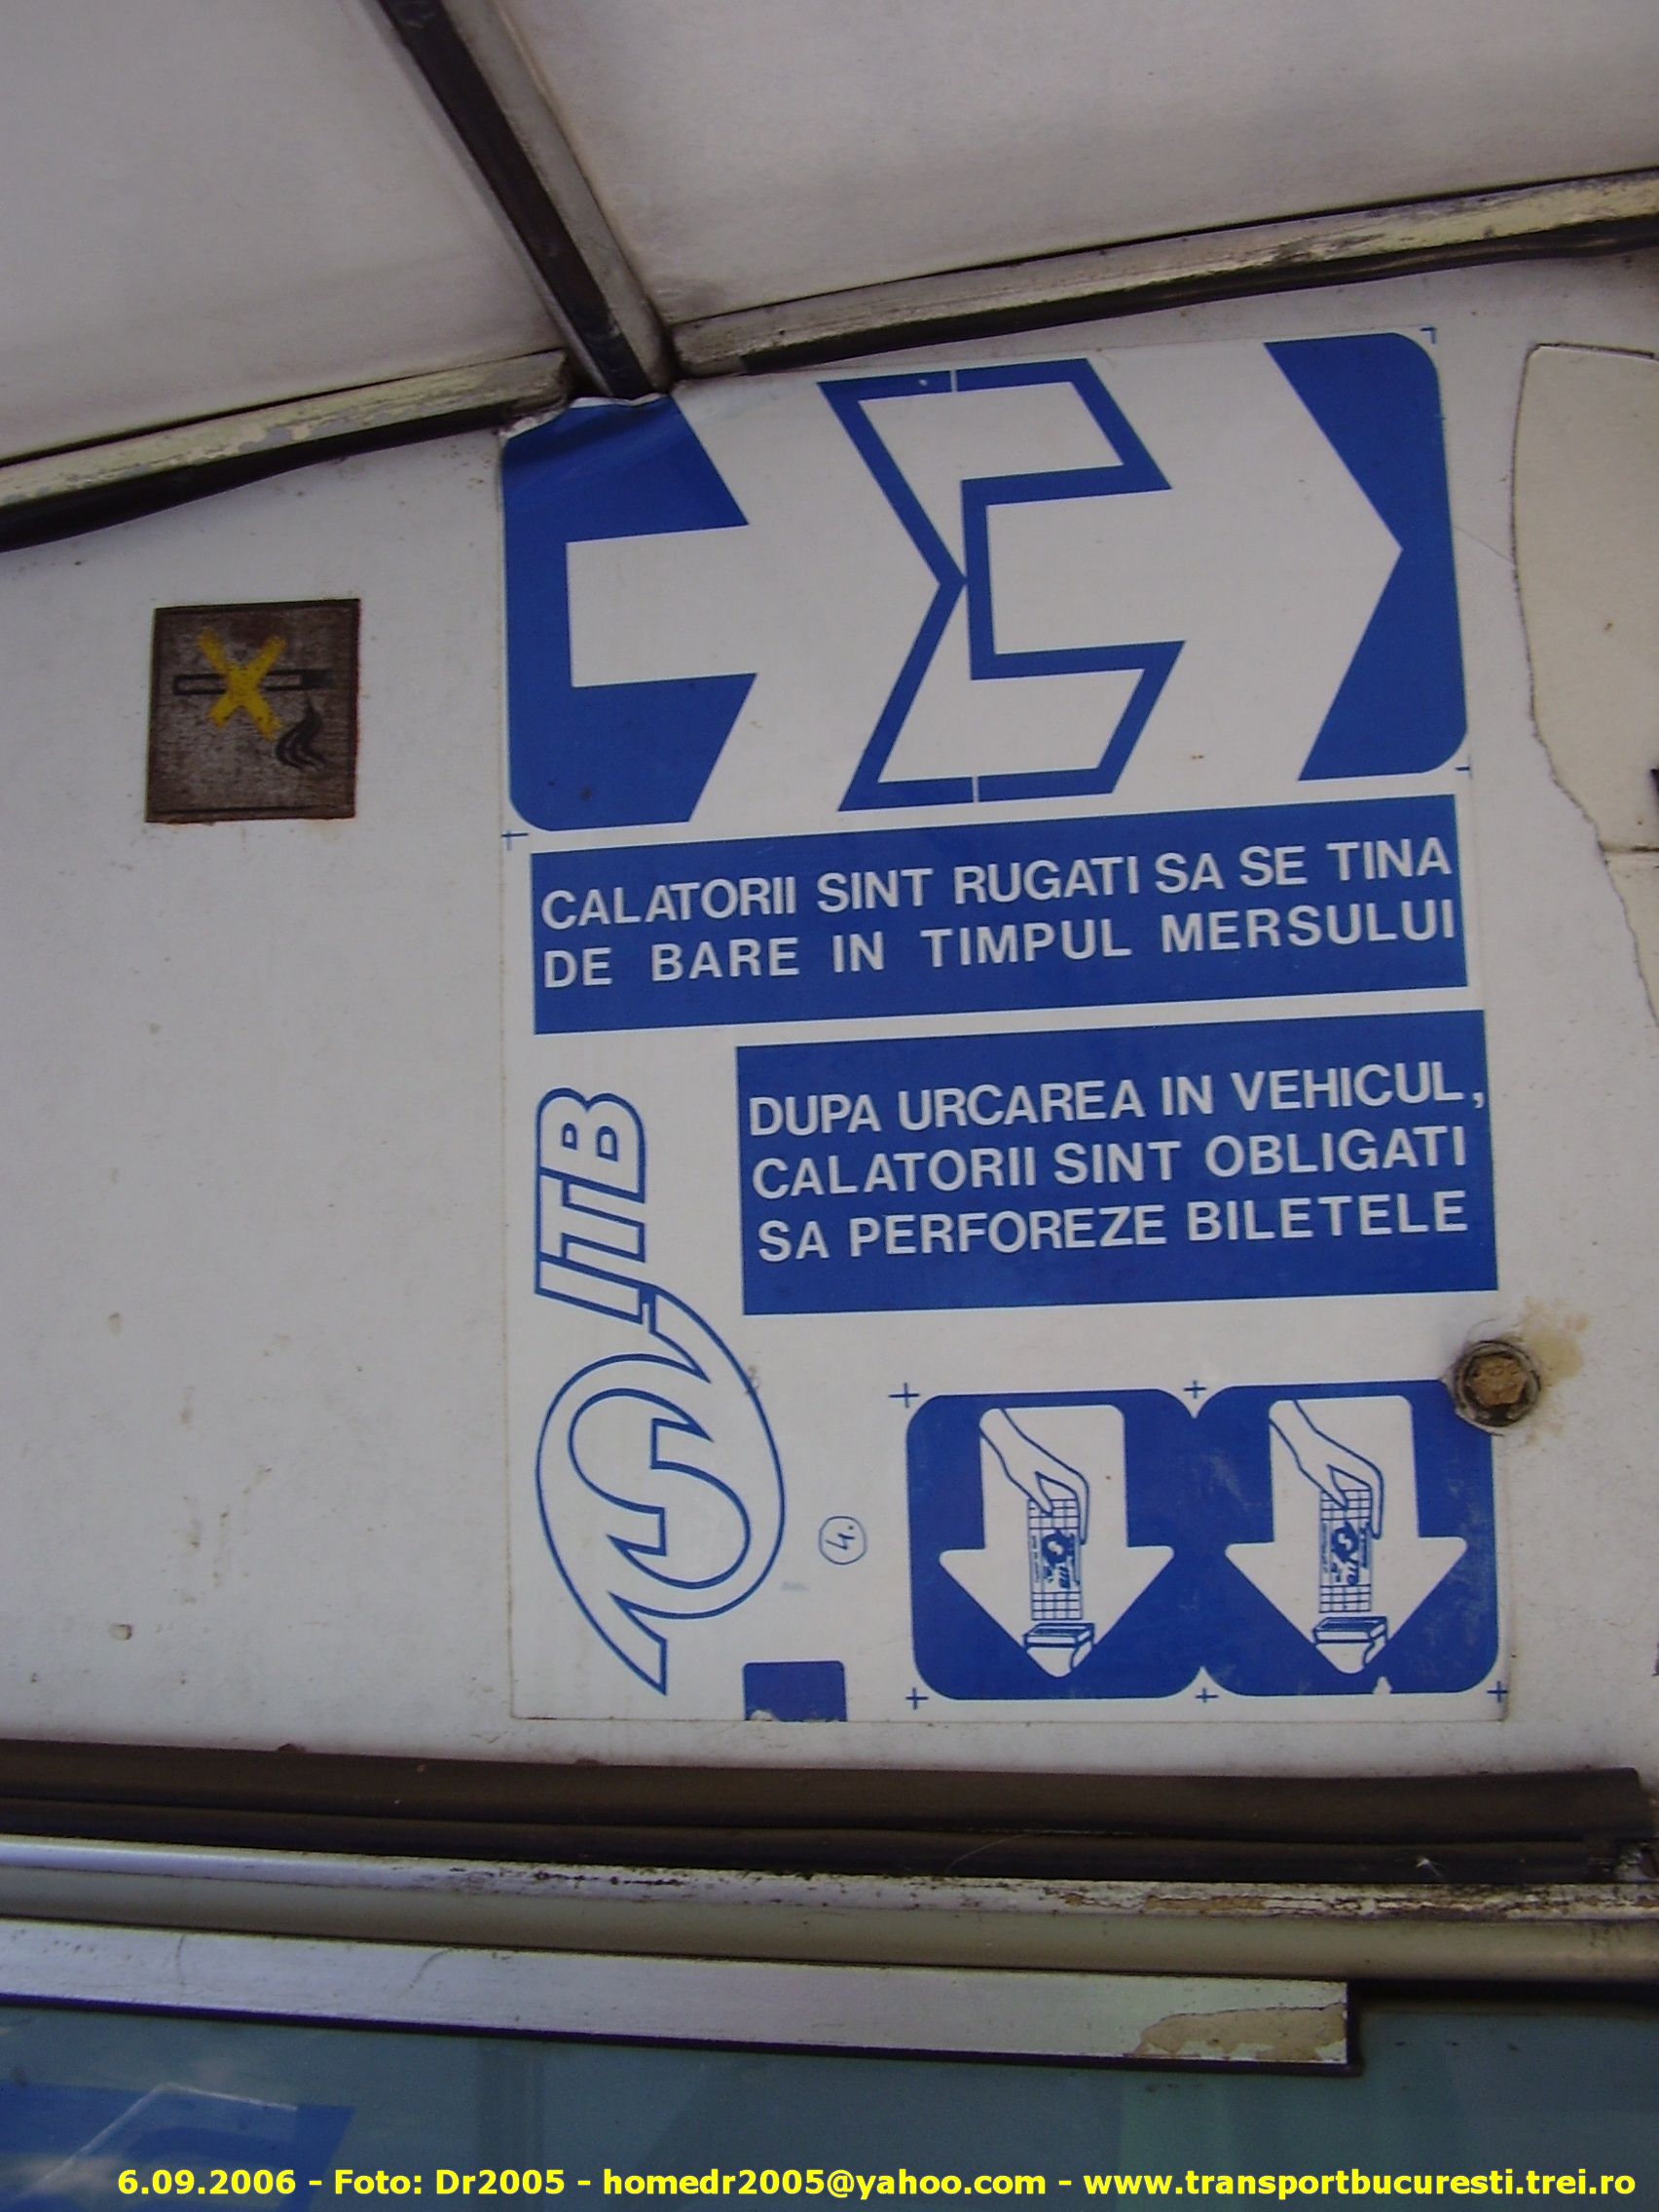 CALATORII SINT RUGATI SA SE TINA
DE BARE IN TIMPUL MERSULUI
ITB
DUPA URCAREA IN VEHICUL,
CALATORII SINT OBLIGATI
SA PERFOREZE BILETELE
4.
6.09.2006 - Foto: Dr2005 - homedr2005@yahoo.com - www.transportbucuresti.trei.ro